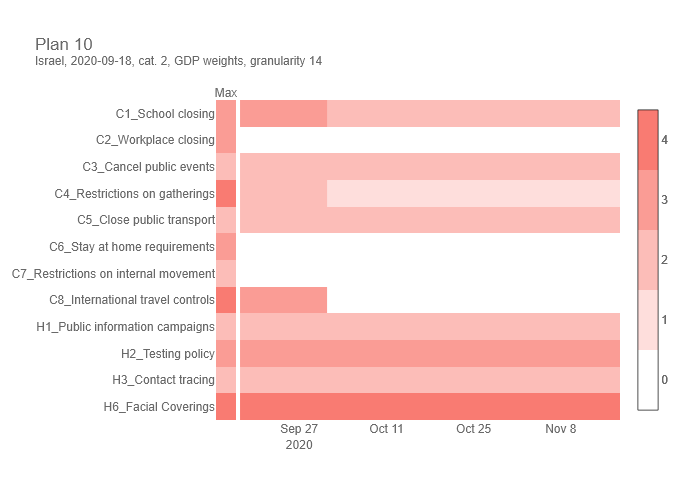 Plan 10
Israel, 2020-09-18, cat. 2, GDP weights, granularity 14
Max
C1_School closing
C2_Workplace closing
C3_Cancel public events
C4_Restrictions on gatherings
C5_Close public transport
C6_Stay at home requirements
C7_Restrictions on internal movement
C8_International travel controls
H1_Public information campaigns
H2_Testing policy
H3_Contact tracing
H6_Facial Coverings
4
3
2
1
0
Sep 27
2020
Oct 11
Oct 25
Nov 8